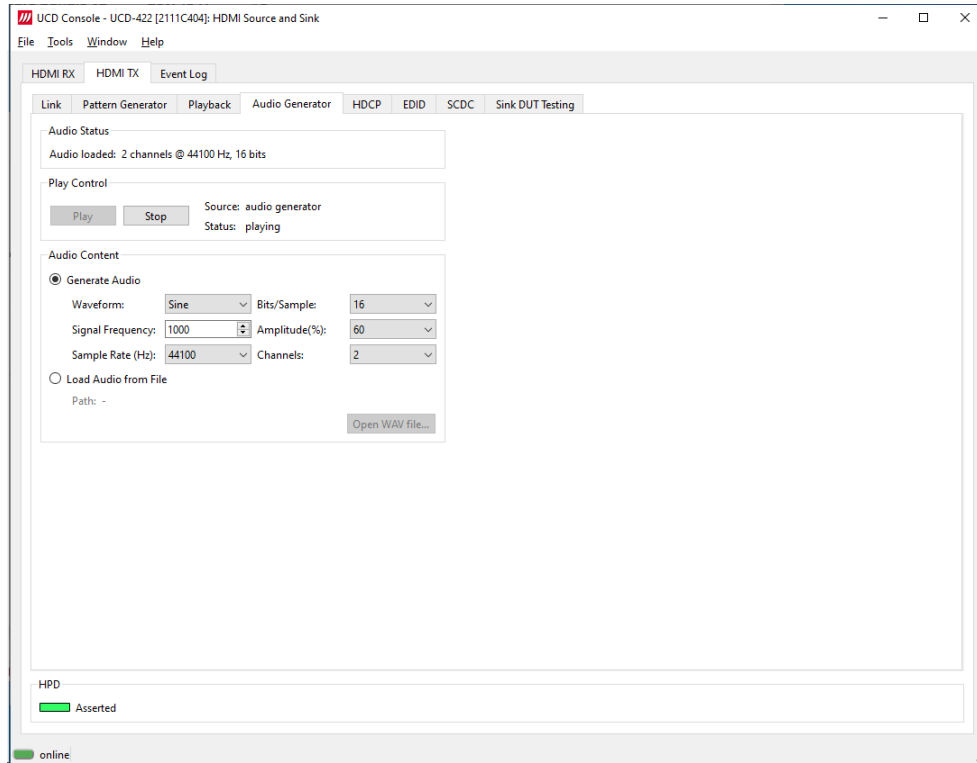 UCD Console - UCD-422 [2111C404]: HDMI Source and Sink
File Tools Window Help
HDMI RX HDMI TX Event Log
Link Pattern Generator Playback Audio Generator HDCP EDID SCDC Sink DUT Testing
Audio Status
Audio loaded: 2 channels @ 44100 Hz, 16 bits
Play Control
Play Stop Source: audio generator
Status: playing
Audio Content
Generate Audio
Waveform: Sine Bits/Sample: 16
Signal Frequency: 1000 Amplitude(%): 60
Sample Rate (Hz): 44100 Channels: 2
Load Audio from File
Path: -
Open WAV file...
HPD
Asserted
online